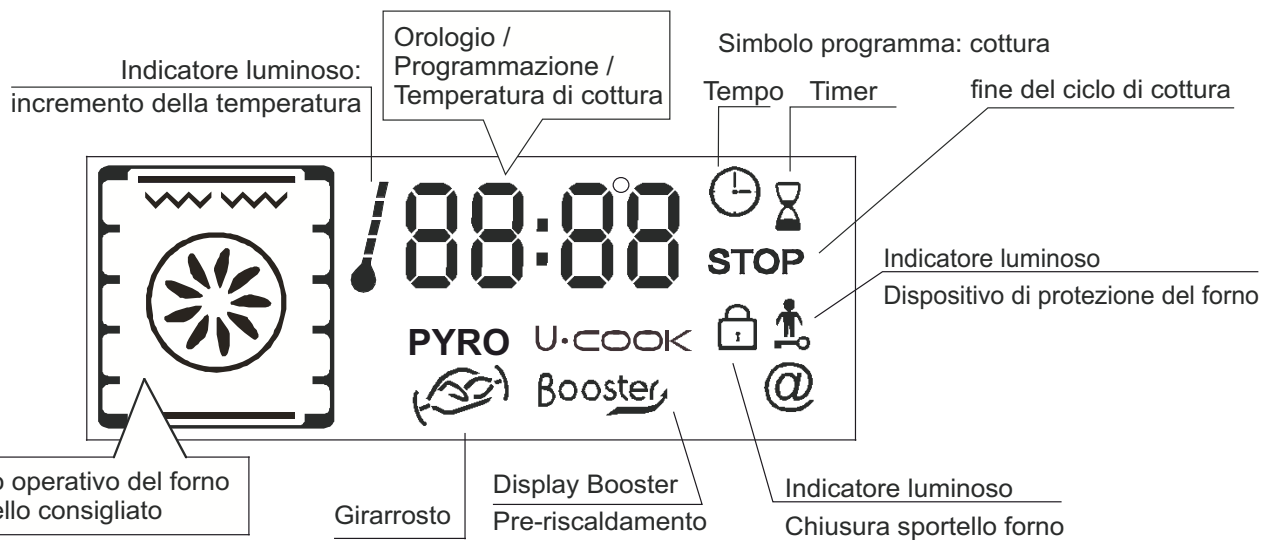 Orologio /
Programmazione /
Temperatura di cottura
Simbolo programma: cottura
Indicatore luminoso:
incremento della temperatura
Tempo
Timer
fine del ciclo di cottura
88:88
STOP
Indicatore luminoso
Dispositivo di protezione del forno
PYRO
U·COOK
Booster
@
operativo del forno
consigliato
Girarrosto
Display Booster
Pre-riscaldamento
Indicatore luminoso
Chiusura sportello forno